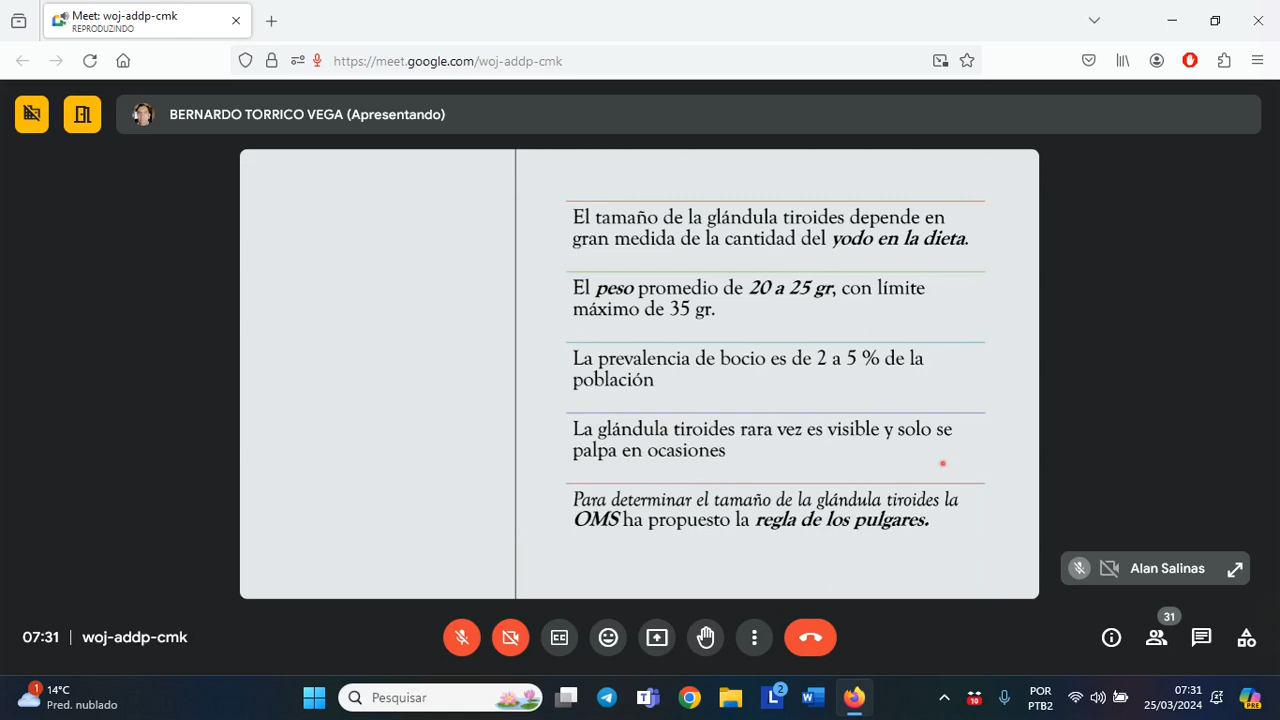 Meet: woj-addp-cmk
REPRODUZINDO
https://meet.google.com/woj-addp-cmk
BERNARDO TORRICO VEGA (Apresentando)
El tamaño de la glándula tiroides depende en
gran medida de la cantidad del yodo en la dieta.
El peso promedio de 20 a 25 gr, con límite
máximo de 35 gr.
La prevalencia de bocio es de 2 a 5 % de la
población
La glándula tiroides rara vez es visible y solo se
palpa en ocasiones
Para determinar el tamaño de la glándula tiroides la
OMS ha propuesto la regla de los pulgares.
Alan Salinas
07:31 | woj-addp-cmk
31
1
14°C
Pred. nublado
Pesquisar
2
10
POR
PTB2
07:31
25/03/2024
PRE